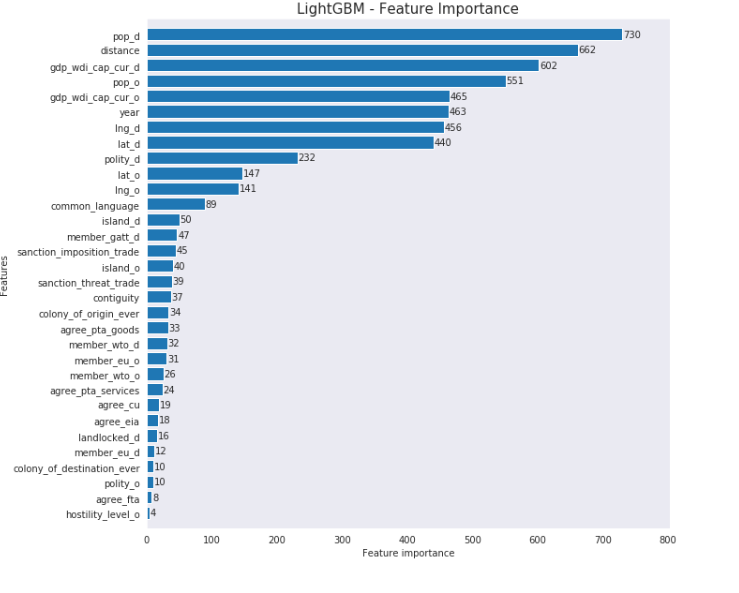 LightGBM - Feature Importance
Features
pop_d 730
distance 662
gdp_wdi_cap_cur_d 602
pop_o 551
gdp_wdi_cap_cur_o 465
year 463
lng_d 456
lat_d 440
polity_d 232
lat_o 147
lng_o 141
common_language 89
island_d 50
member_gatt_d 47
sanction_imposition_trade 45
island_o 40
sanction_threat_trade 39
contiguity 37
colony_of_origin_ever 34
agree_pta_goods 33
member_wto_d 32
member_eu_o 31
member_wto_o 26
agree_pta_services 24
agree_cu 19
agree_eia 18
landlocked_d 16
member_eu_d 12
colony_of_destination_ever 10
polity_o 10
agree_fta 8
hostility_level_o 4
0 100 200 300 400 500 600 700 800
Feature importance